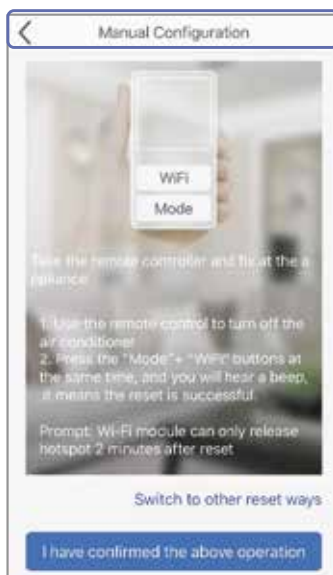 Manual Configuration
WiFi
Mode
Take the remote controller and fix at the a
ppliance
1. Use the remote control to turn off the
air conditioner
2. Press the "Mode"+ "WiFi" buttons at
the same time, and you will hear a beep,
it means the reset is successful.
Prompt: Wi-Fi module can only release
hotspot 2 minutes after reset
Switch to other reset ways
I have confirmed the above operation